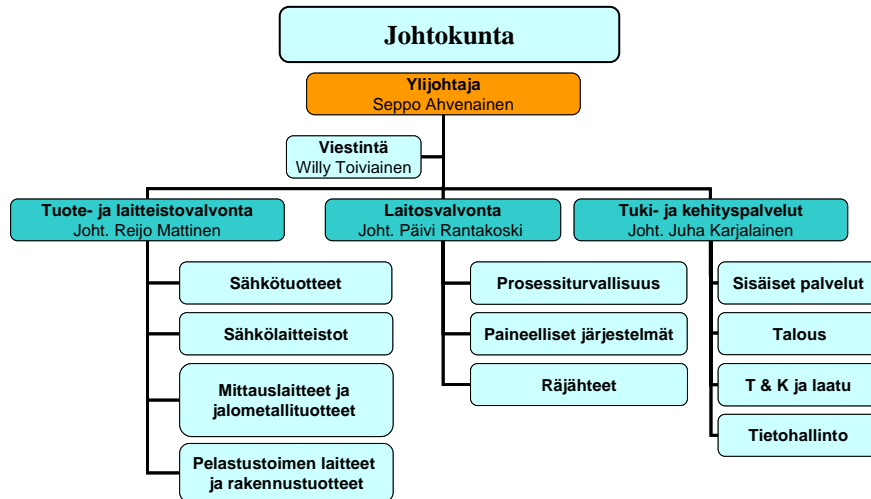 Johtokunta
Ylijohtaja
Seppo Ahvenainen
Viestintä
Willy Toiviainen
Tuote- ja laitteistovalvonta
Joht. Reijo Mattinen
Laitosvalvonta
Joht. Päivi Rantakoski
Tuki- ja kehityspalvelut
Joht. Juha Karjalainen
Sähkötuotteet
Sähkölaitteistot
Mittauslaitteet ja
jalometallituotteet
Pelastustoimen laitteet
ja rakennustuotteet
Prosessiturvallisuus
Paineelliset järjestelmät
Räjähteet
Sisäiset palvelut
Talous
T & K ja laatu
Tietohallinto